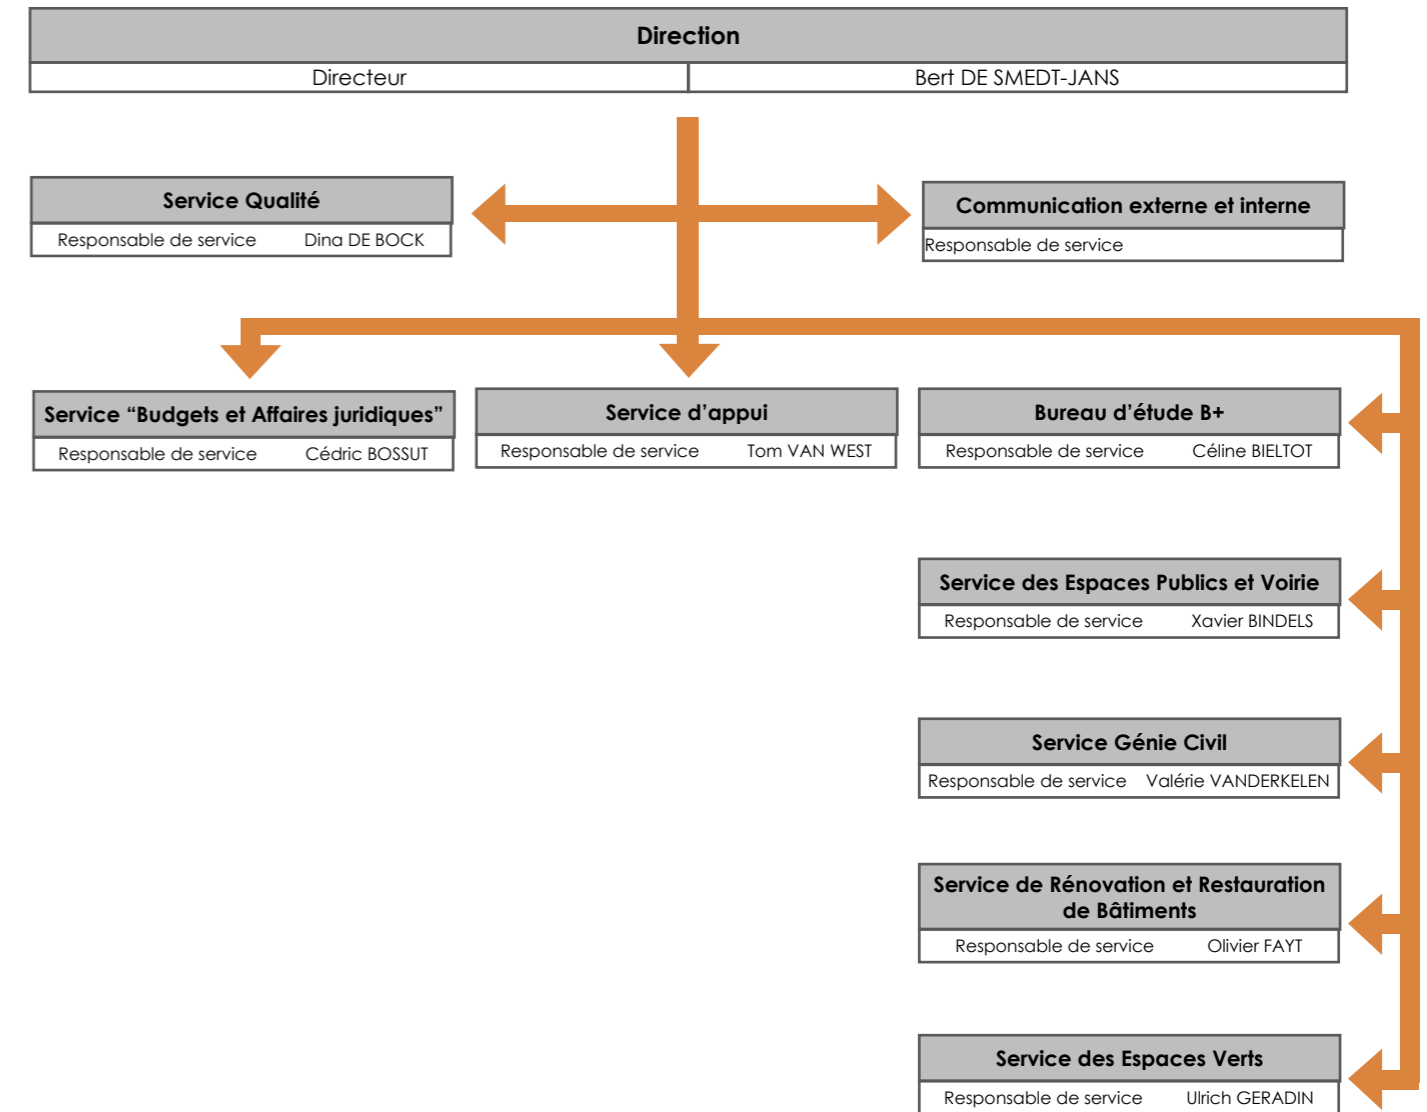 Direction
Directeur Bert DE SMEDT-JANS
Service Qualité
Responsable de service Dina DE BOCK
Communication externe et interne
Responsable de service
Service “Budgets et Affaires juridiques”
Responsable de service Cédric BOSSUT
Service d’appui
Responsable de service Tom VAN WEST
Bureau d’étude B+
Responsable de service Céline BIELTOT
Service des Espaces Publics et Voirie
Responsable de service Xavier BINDELS
Service Génie Civil
Responsable de service Valérie VANDERKELEN
Service de Rénovation et Restauration
de Bâtiments
Responsable de service Olivier FAYT
Service des Espaces Verts
Responsable de service Ulrich GERADIN